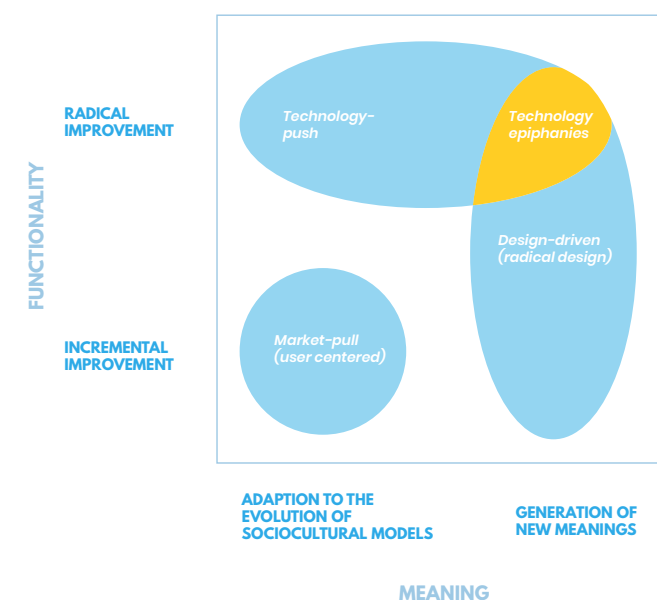 RADICAL
IMPROVEMENT
Technology-
push
Technology
epiphanies
FUNCTIONALITY
Design-driven
(radical design)
INCREMENTAL
IMPROVEMENT
Market-pull
(user centered)
ADAPTION TO THE
EVOLUTION OF
SOCIOCULTURAL MODELS
GENERATION OF
NEW MEANINGS
MEANING